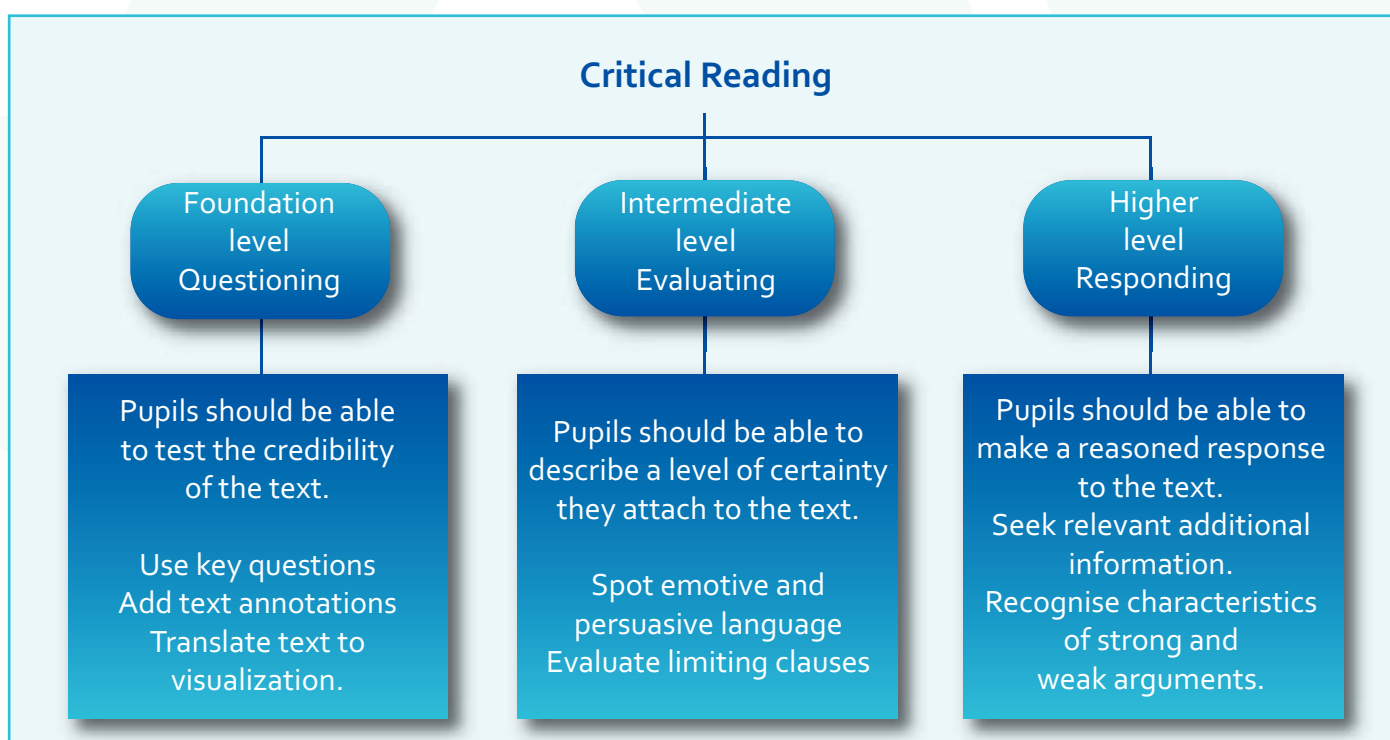 Critical Reading
Foundation
level
Questioning
Pupils should be able
to test the credibility
of the text.
Use key questions
Add text annotations
Translate text to
visualization.
Intermediate
level
Evaluating
Pupils should be able to
describe a level of certainty
they attach to the text.
Spot emotive and
persuasive language
Evaluate limiting clauses
Higher
level
Responding
Pupils should be able to
make a reasoned response
to the text.
Seek relevant additional
information.
Recognise characteristics
of strong and
weak arguments.